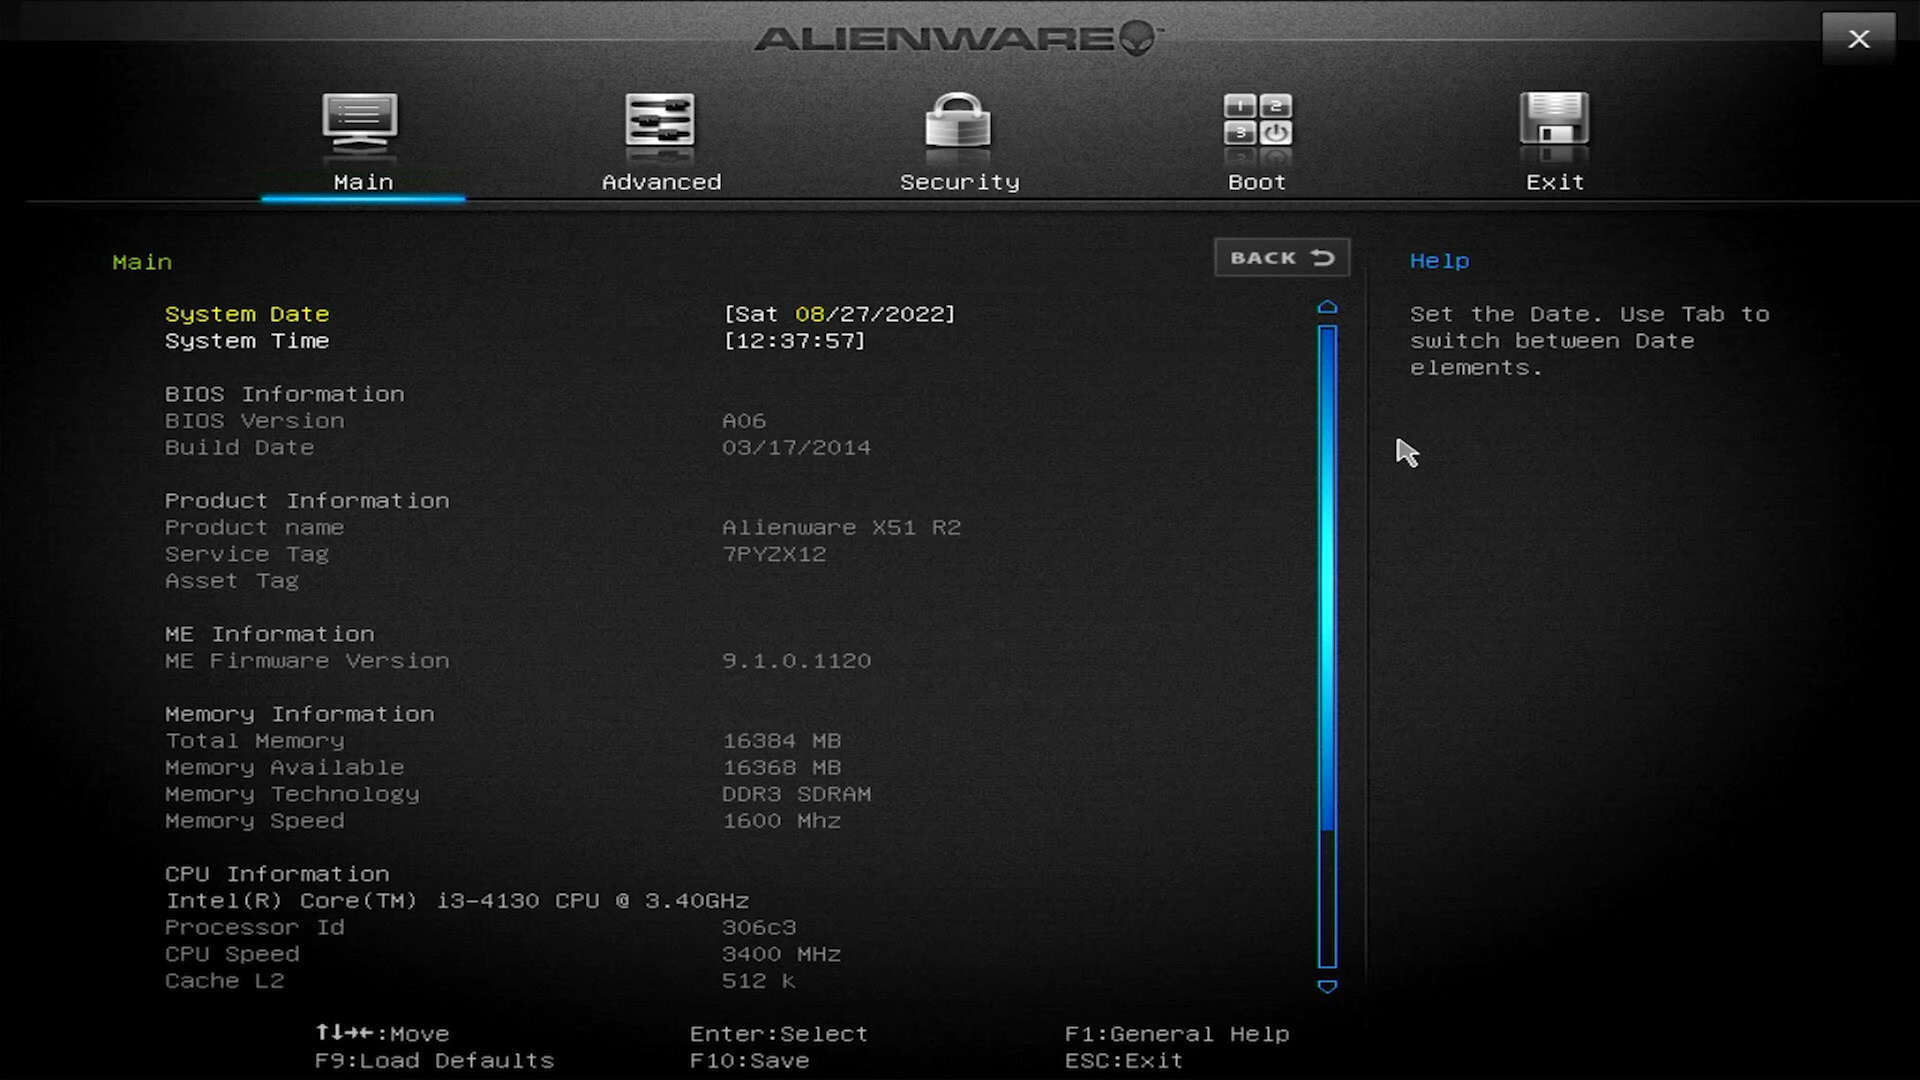 ALIENWARE
Main Advanced Security Boot Exit
1 2
3
Main BACK Help
System Date [Sat 08/27/2022] Set the Date. Use Tab to
System Time [12:37:57] switch between Date
elements.
BIOS Information
BIOS Version A06
Build Date 03/17/2014
Product Information
Product name Alienware X51 R2
Service Tag 7PYZX12
Asset Tag
ME Information
ME Firmware Version 9.1.0.1120
Memory Information
Total Memory 16384 MB
Memory Available 16368 MB
Memory Technology DDR3 SDRAM
Memory Speed 1600 Mhz
CPU Information
Intel(R) Core(TM) i3-4130 CPU @ 3.40GHz
Processor Id 306c3
CPU Speed 3400 MHz
Cache L2 512 k
↑↓→←:Move Enter:Select F1:General Help
F9:Load Defaults F10:Save ESC:Exit